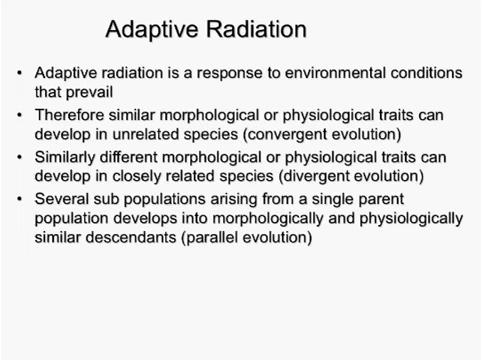 Adaptive Radiation
• Adaptive radiation is a response to environmental conditions
that prevail
• Therefore similar morphological or physiological traits can
develop in unrelated species (convergent evolution)
• Similarly different morphological or physiological traits can
develop in closely related species (divergent evolution)
• Several sub populations arising from a single parent
population develops into morphologically and physiologically
similar descendants (parallel evolution)